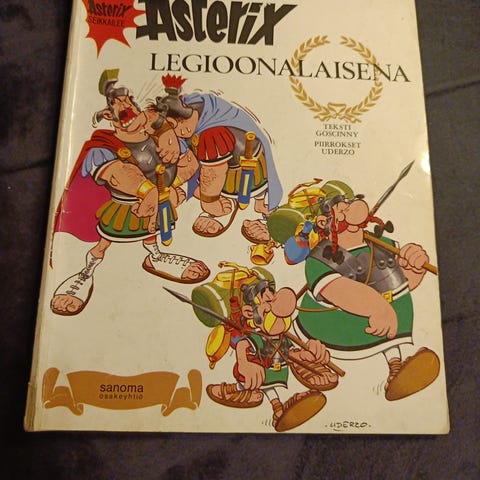 Asterix
SEIKKAILEE
Asterix
LEGIOONALAISENA
TEKSTI
GOSCINNY
PIIRROKSET
UDERZO
sanoma
osakeyhtiö
-UDERZO-